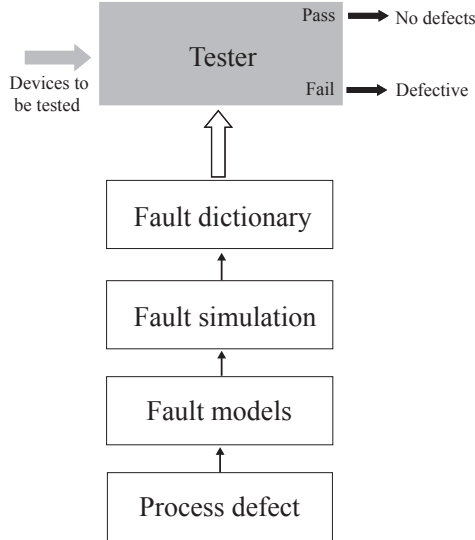 Pass
No defects
Tester
Devices to
be tested
Fail
Defective
Fault dictionary
Fault simulation
Fault models
Process defect